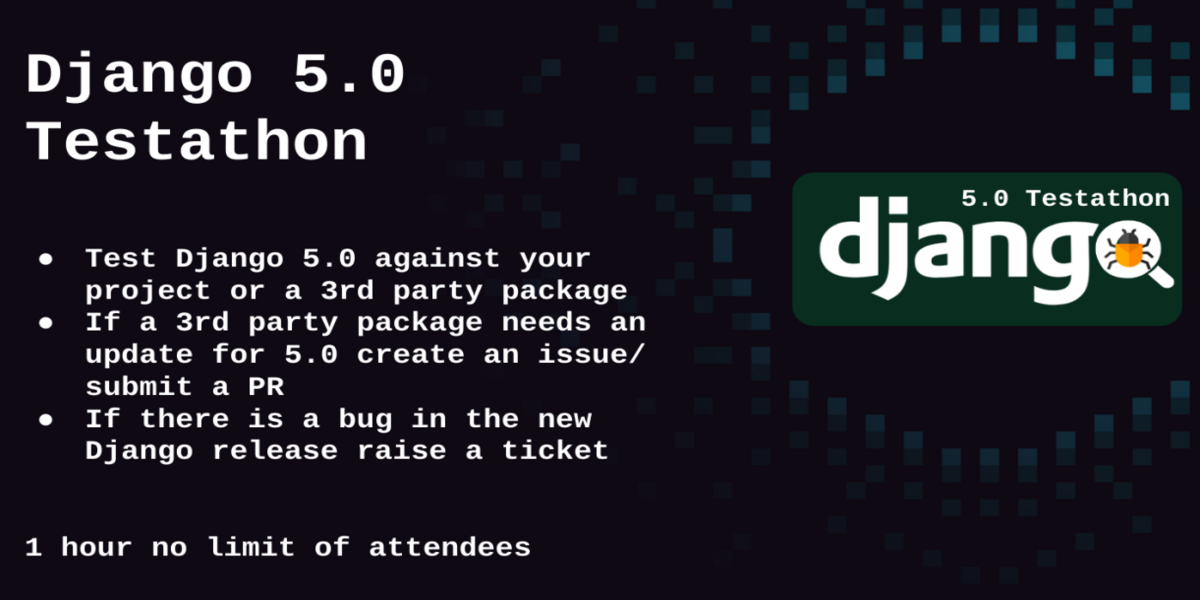 Django 5.0
Testathon
● Test Django 5.0 against your
project or a 3rd party package
● If a 3rd party package needs an
update for 5.0 create an issue/
submit a PR
● If there is a bug in the new
Django release raise a ticket
1 hour no limit of attendees
5.0 Testathon
django